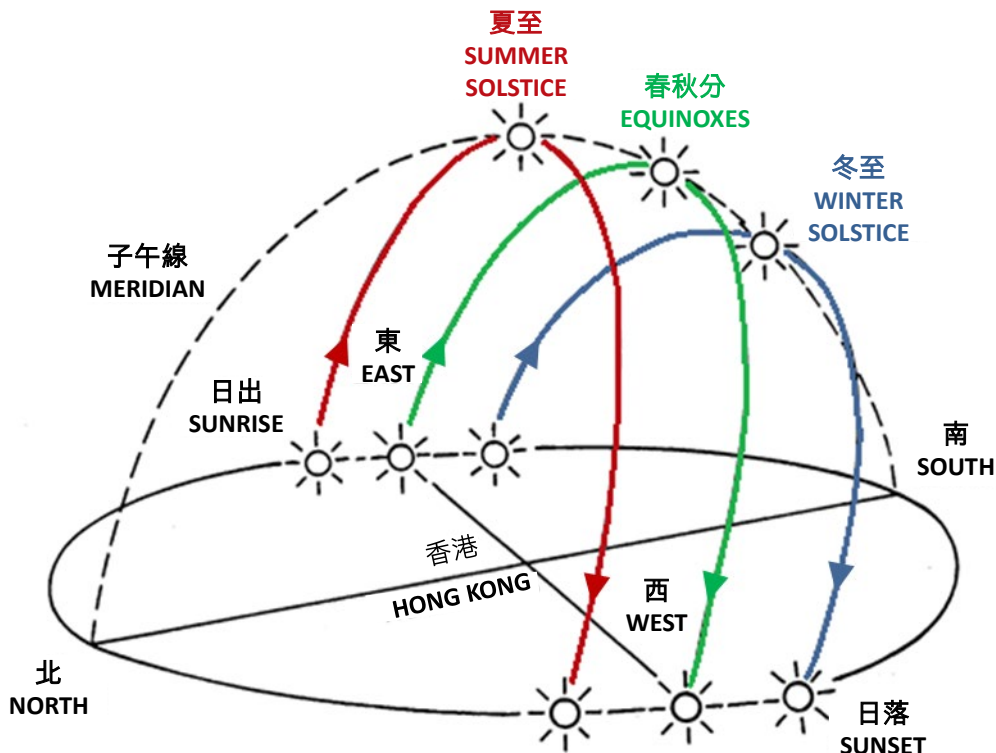 夏至
SUMMER
SOLSTICE
春秋分
EQUINOXES
冬至
WINTER
SOLSTICE
子午線
MERIDIAN
東
EAST
日出
SUNRISE
南
SOUTH
香港
HONG KONG
西
WEST
北
NORTH
日落
SUNSET